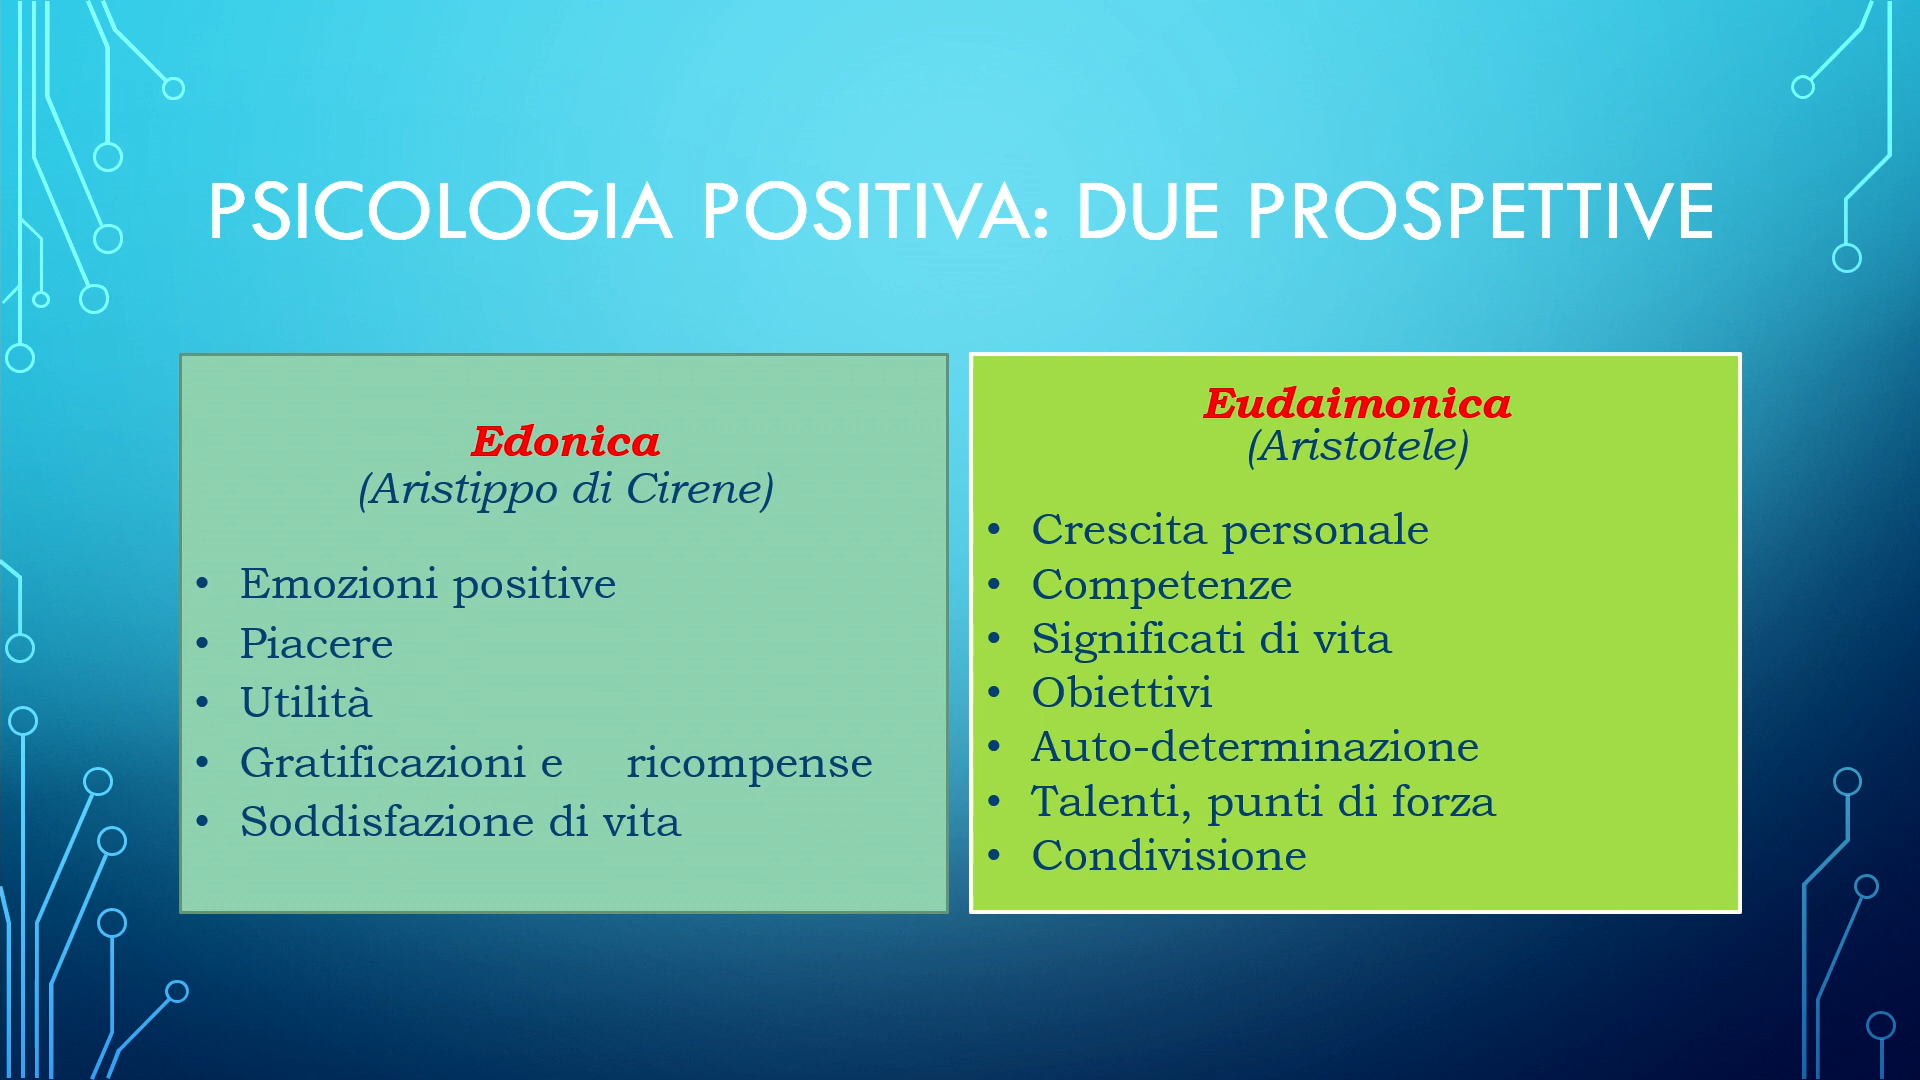 PSICOLOGIA POSITIVA: DUE PROSPETTIVE
Edonica
(Aristippo di Cirene)
• Emozioni positive
• Piacere
• Utilità
• Gratificazioni e ricompense
• Soddisfazione di vita
Eudaimonica
(Aristotele)
• Crescita personale
• Competenze
• Significati di vita
• Obiettivi
• Auto-determinazione
• Talenti, punti di forza
• Condivisione